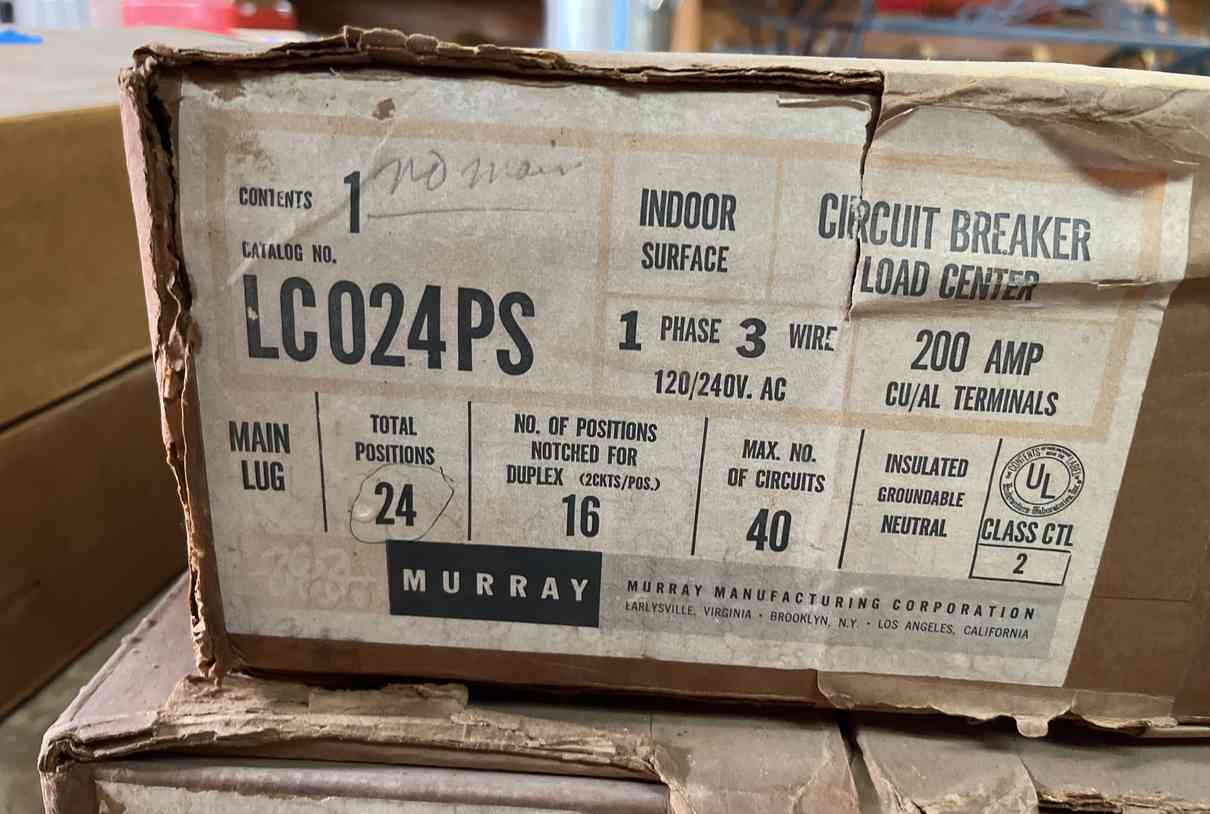 CONTENTS 1 no main
CATALOG NO.
LC024PS
INDOOR
SURFACE
CIRCUIT BREAKER
LOAD CENTER
1 PHASE 3 WIRE
120/240V. AC
200 AMP
CU/AL TERMINALS
MAIN
LUG
TOTAL
POSITIONS
24
NO. OF POSITIONS
NOTCHED FOR
DUPLEX (2CKTS/POS.)
16
MAX. NO.
OF CIRCUITS
40
INSULATED
GROUNDABLE
NEUTRAL
UL
CLASS CTL
2
MURRAY
MURRAY MANUFACTURING CORPORATION
EARLYSVILLE, VIRGINIA • BROOKLYN, N.Y. • LOS ANGELES, CALIFORNIA